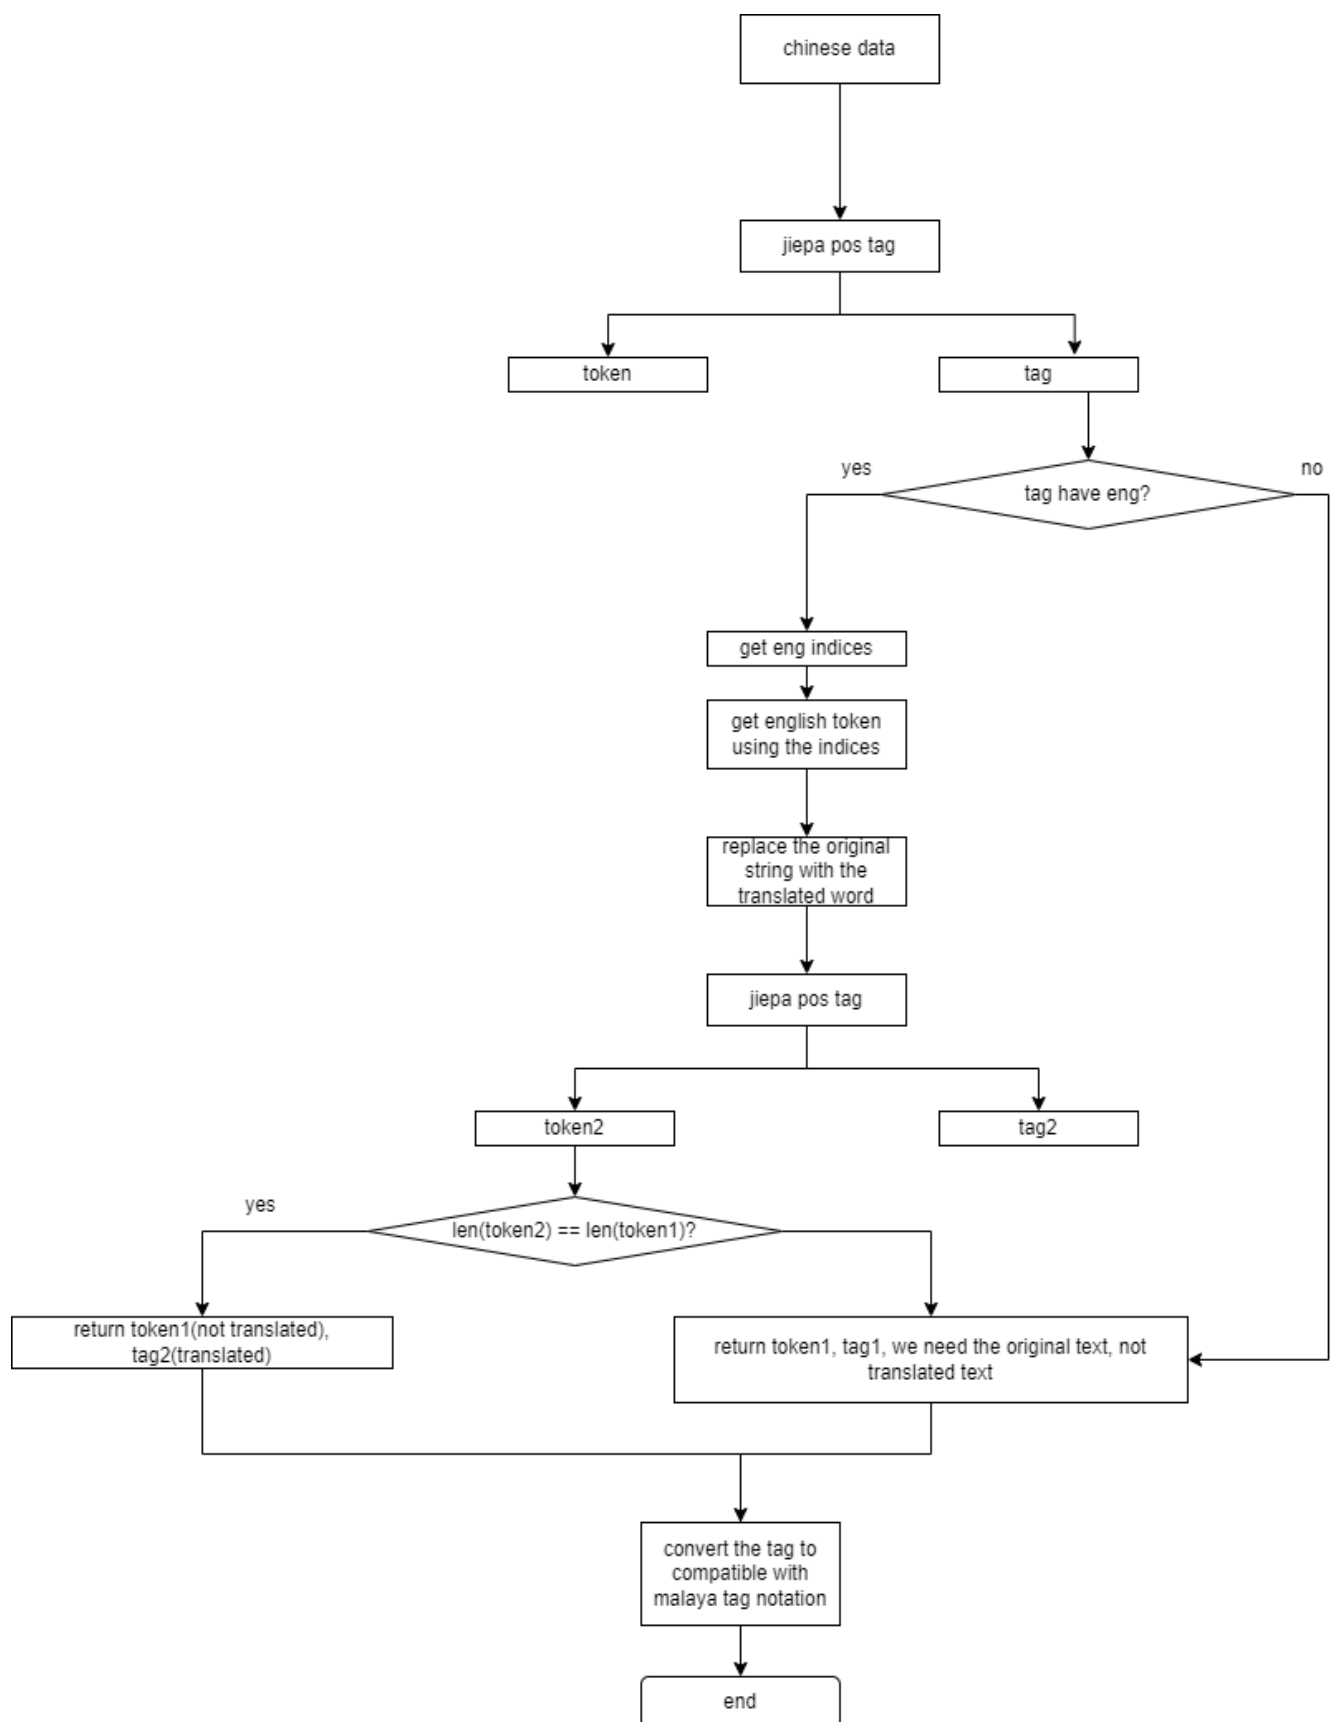 chinese data
jiepa pos tag
token
tag
yes
no
tag have eng?
get eng indices
get english token
using the indices
replace the original
string with the
translated word
jiepa pos tag
token2
tag2
yes
len(token2) == len(token1)?
return token1(not translated),
tag2(translated)
return token1, tag1, we need the original text, not
translated text
convert the tag to
compatible with
malaya tag notation
end